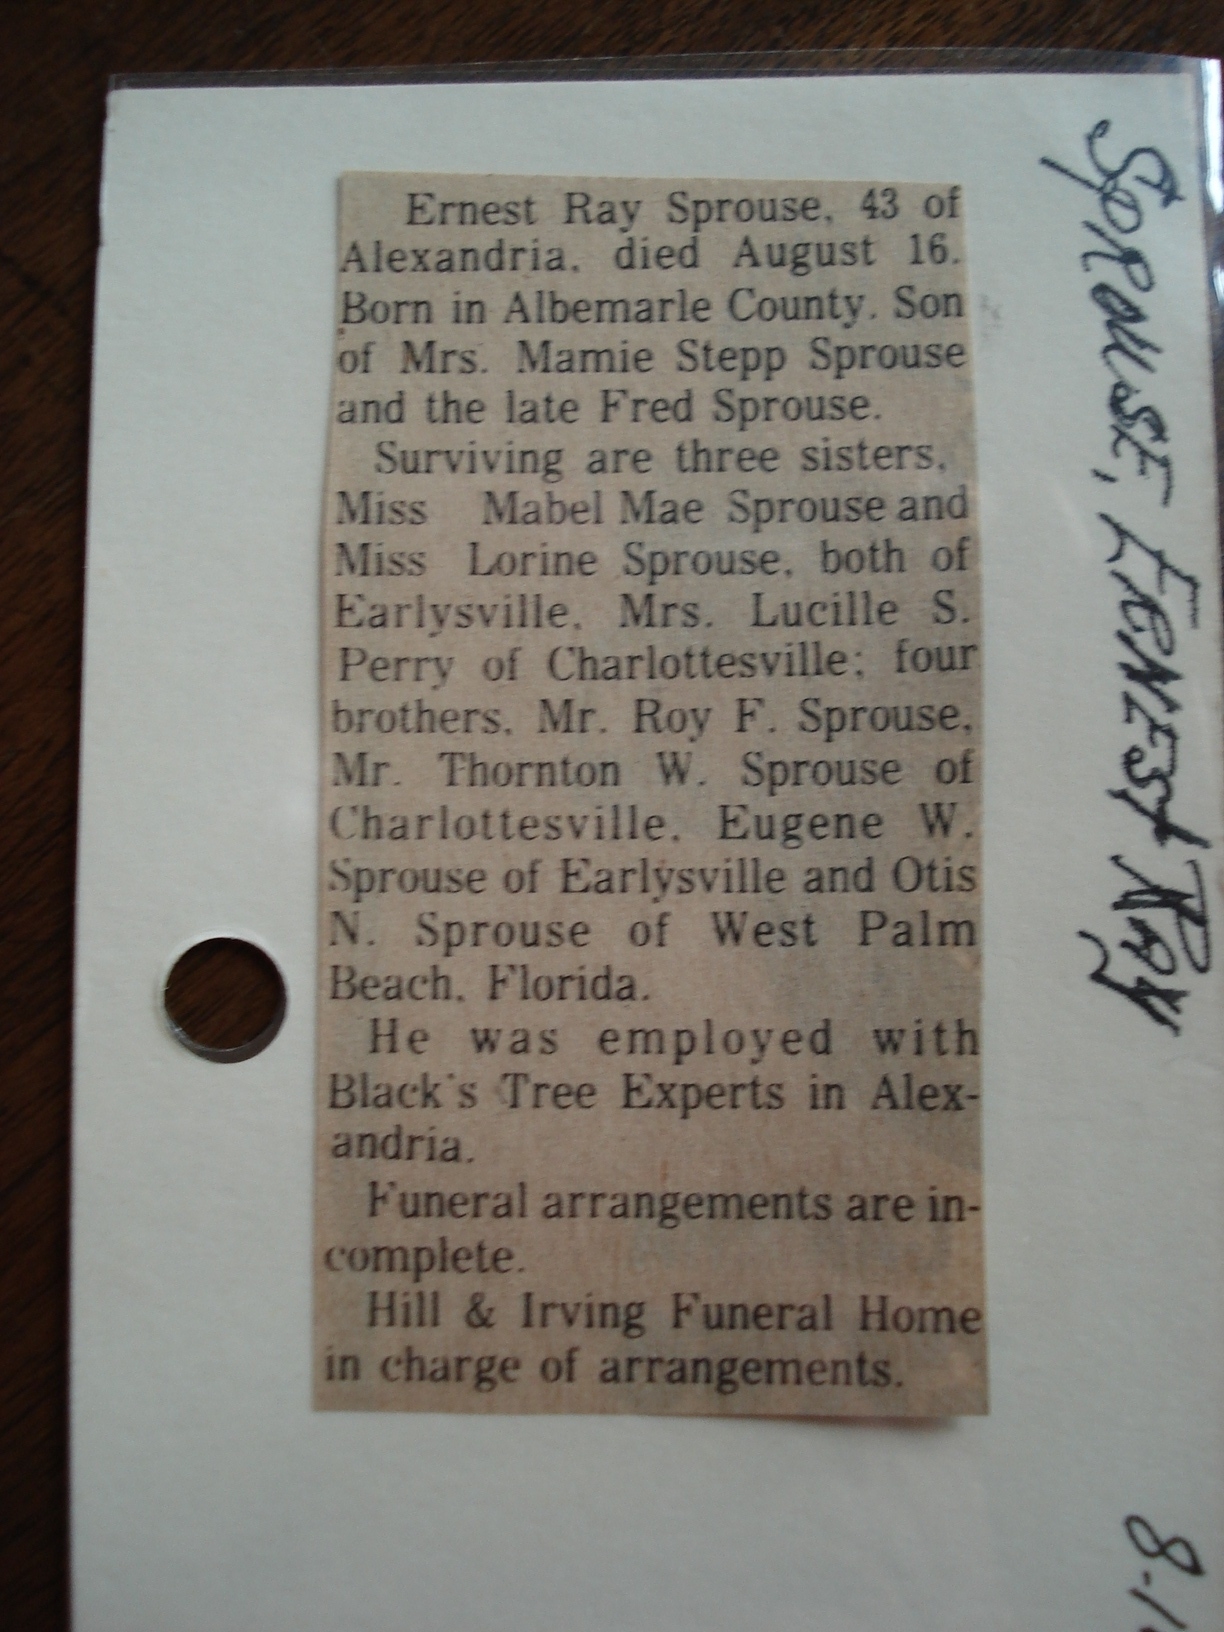 Ernest Ray Sprouse, 43 of
Alexandria, died August 16.
Born in Albemarle County. Son
of Mrs. Mamie Stepp Sprouse
and the late Fred Sprouse.
Surviving are three sisters,
Miss Mabel Mae Sprouse and
Miss Lorine Sprouse, both of
Earlysville, Mrs. Lucille S.
Perry of Charlottesville; four
brothers, Mr. Roy F. Sprouse,
Mr. Thornton W. Sprouse of
Charlottesville, Eugene W.
Sprouse of Earlysville and Otis
N. Sprouse of West Palm
Beach, Florida.
He was employed with
Black's Tree Experts in Alex-
andria.
Funeral arrangements are in-
complete.
Hill & Irving Funeral Home
in charge of arrangements.
SPROUSE, ERNEST RAY
8-1